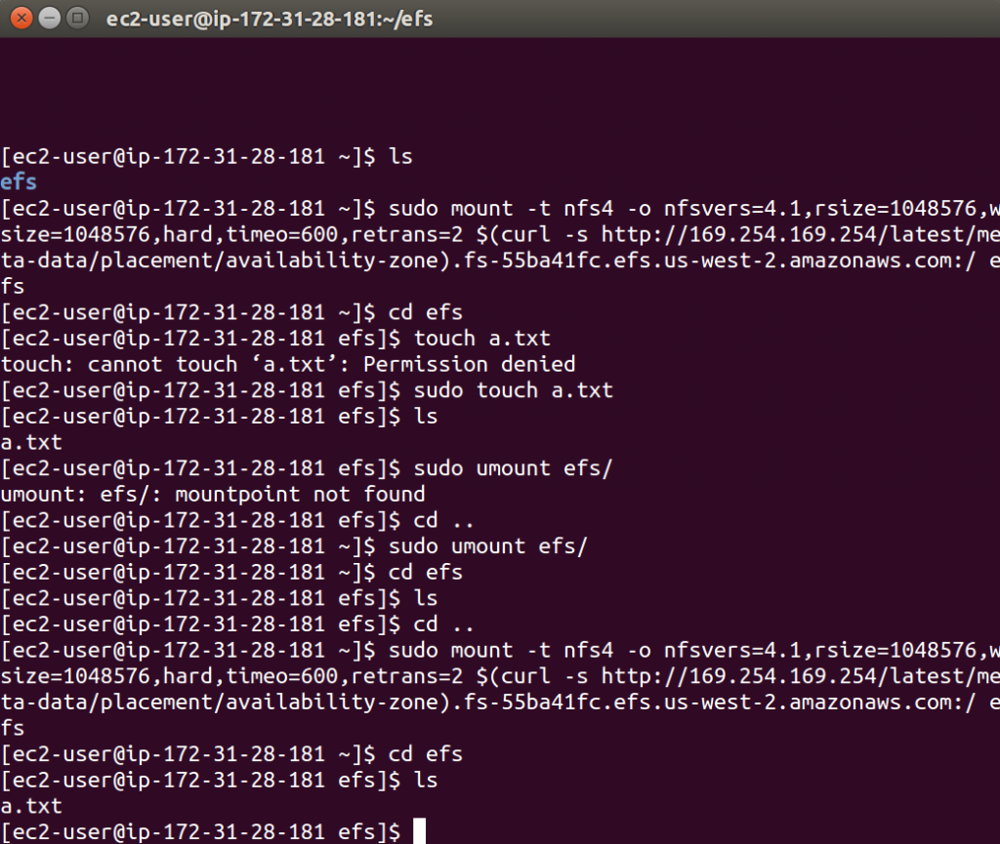 ec2-user@ip-172-31-28-181:~/efs
[ec2-user@ip-172-31-28-181 ~]$ ls
efs
[ec2-user@ip-172-31-28-181 ~]$ sudo mount -t nfs4 -o nfsvers=4.1,rsize=1048576,w
size=1048576,hard,timeo=600,retrans=2 $(curl -s http://169.254.169.254/latest/me
ta-data/placement/availability-zone).fs-55ba41fc.efs.us-west-2.amazonaws.com:/ e
fs
[ec2-user@ip-172-31-28-181 ~]$ cd efs
[ec2-user@ip-172-31-28-181 efs]$ touch a.txt
touch: cannot touch ‘a.txt’: Permission denied
[ec2-user@ip-172-31-28-181 efs]$ sudo touch a.txt
[ec2-user@ip-172-31-28-181 efs]$ ls
a.txt
[ec2-user@ip-172-31-28-181 efs]$ sudo umount efs/
umount: efs/: mountpoint not found
[ec2-user@ip-172-31-28-181 efs]$ cd ..
[ec2-user@ip-172-31-28-181 ~]$ sudo umount efs/
[ec2-user@ip-172-31-28-181 ~]$ cd efs
[ec2-user@ip-172-31-28-181 efs]$ ls
[ec2-user@ip-172-31-28-181 efs]$ cd ..
[ec2-user@ip-172-31-28-181 ~]$ sudo mount -t nfs4 -o nfsvers=4.1,rsize=1048576,w
size=1048576,hard,timeo=600,retrans=2 $(curl -s http://169.254.169.254/latest/me
ta-data/placement/availability-zone).fs-55ba41fc.efs.us-west-2.amazonaws.com:/ e
fs
[ec2-user@ip-172-31-28-181 ~]$ cd efs
[ec2-user@ip-172-31-28-181 efs]$ ls
a.txt
[ec2-user@ip-172-31-28-181 efs]$